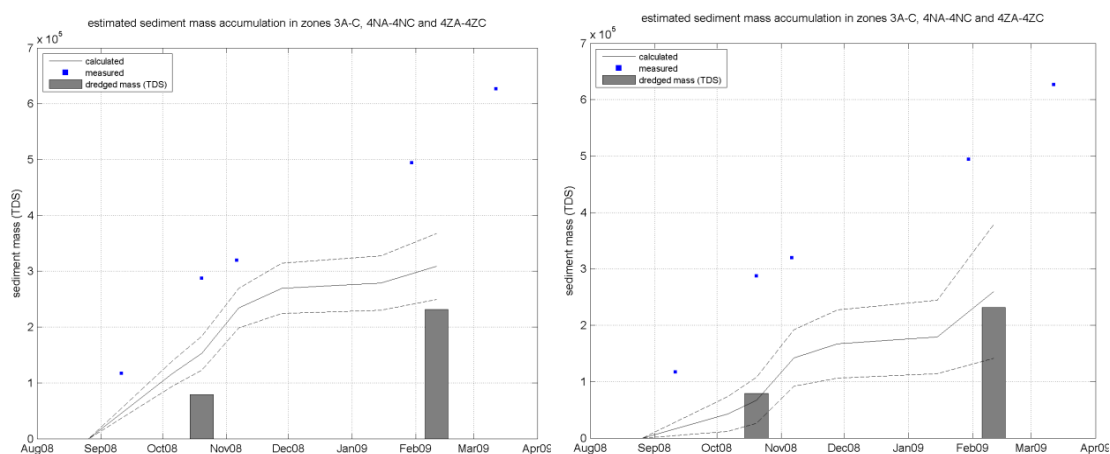 estimated sediment mass accumulation in zones 3A-C, 4NA-4NC and 4ZA-4ZC
x 10^5
7
6
5
4
3
2
1
0
sediment mass (TDS)
calculated
measured
dredged mass (TDS)
Aug08 Sep08 Oct08 Nov08 Dec08 Jan09 Feb09 Mar09 Apr09
estimated sediment mass accumulation in zones 3A-C, 4NA-4NC and 4ZA-4ZC
x 10^5
7
6
5
4
3
2
1
0
sediment mass (TDS)
calculated
measured
dredged mass (TDS)
Aug08 Sep08 Oct08 Nov08 Dec08 Jan09 Feb09 Mar09 Apr09